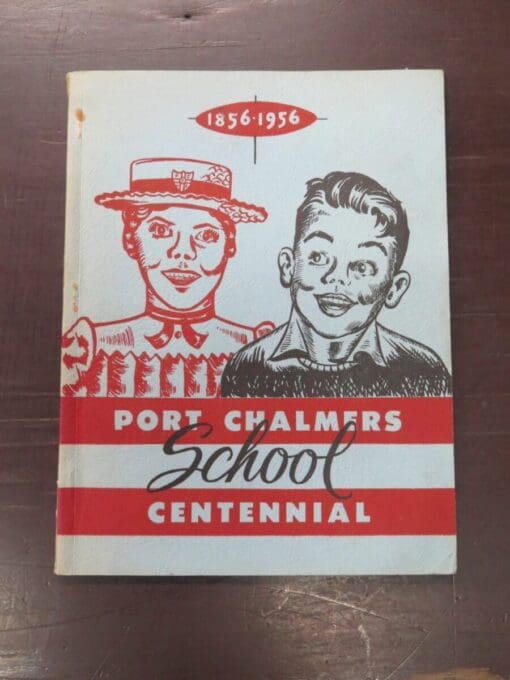 1856-1956
PORT CHALMERS
School
CENTENNIAL